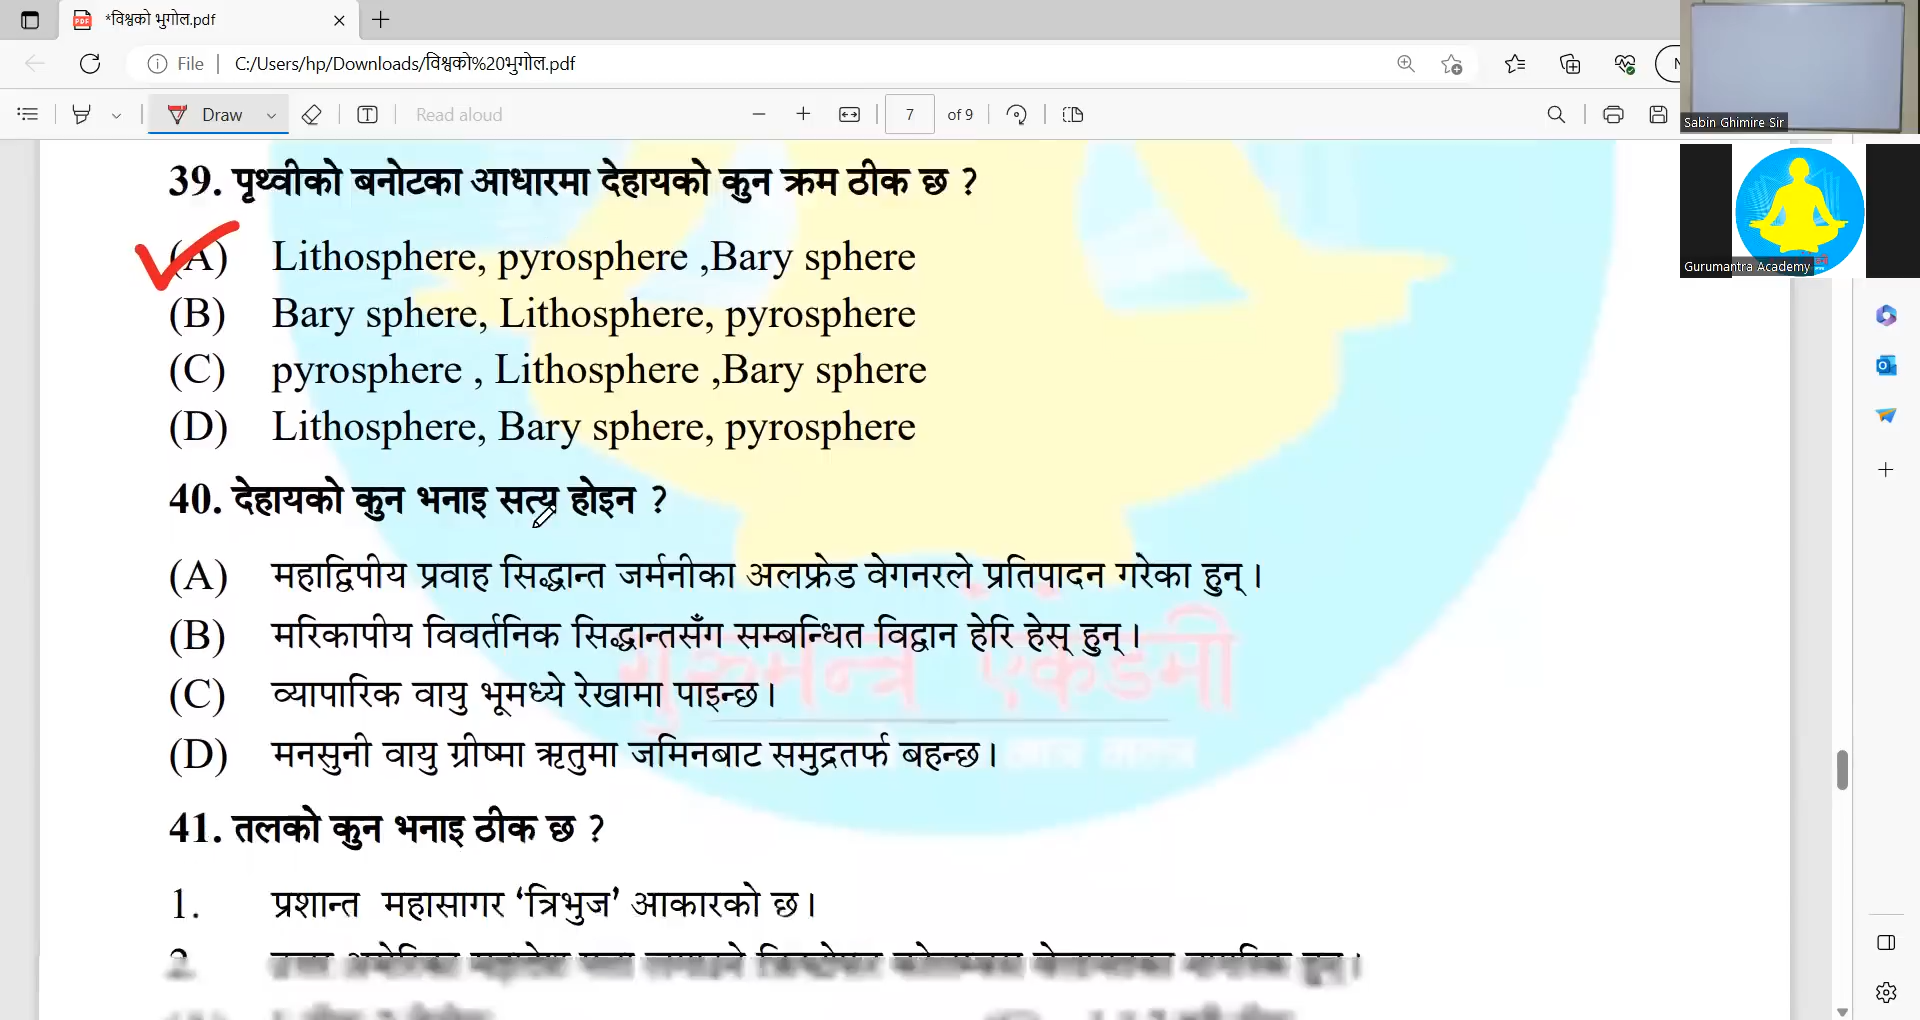 *विश्वको भुगोल.pdf
File
C:/Users/hp/Downloads/विश्वको%20भुगोल.pdf
Draw
Read aloud
7 of 9
Sabin Ghimire Sir
Gurumantra Academy
39. पृथ्वीको बनोटका आधारमा देहायको कुन क्रम ठीक छ ?
(A) Lithosphere, pyrosphere ,Bary sphere
(B) Bary sphere, Lithosphere, pyrosphere
(C) pyrosphere , Lithosphere ,Bary sphere
(D) Lithosphere, Bary sphere, pyrosphere
40. देहायको कुन भनाइ सत्य होइन ?
(A) महाद्विपीय प्रवाह सिद्धान्त जर्मनीका अलफ्रेड वेगनरले प्रतिपादन गरेका हुन्।
(B) मरिकापीय विवर्तनिक सिद्धान्तसँग सम्बन्धित विद्वान हेरि हेस् हुन्।
गुरुमन्त्र एकेडमी
(C) व्यापारिक वायु भूमध्ये रेखामा पाइन्छ।
(D) मनसुनी वायु ग्रीष्मा ऋतुमा जमिनबाट समुद्रतर्फ बहन्छ।
41. तलको कुन भनाइ ठीक छ ?
1. प्रशान्त महासागर ‘त्रिभुज’ आकारको छ।